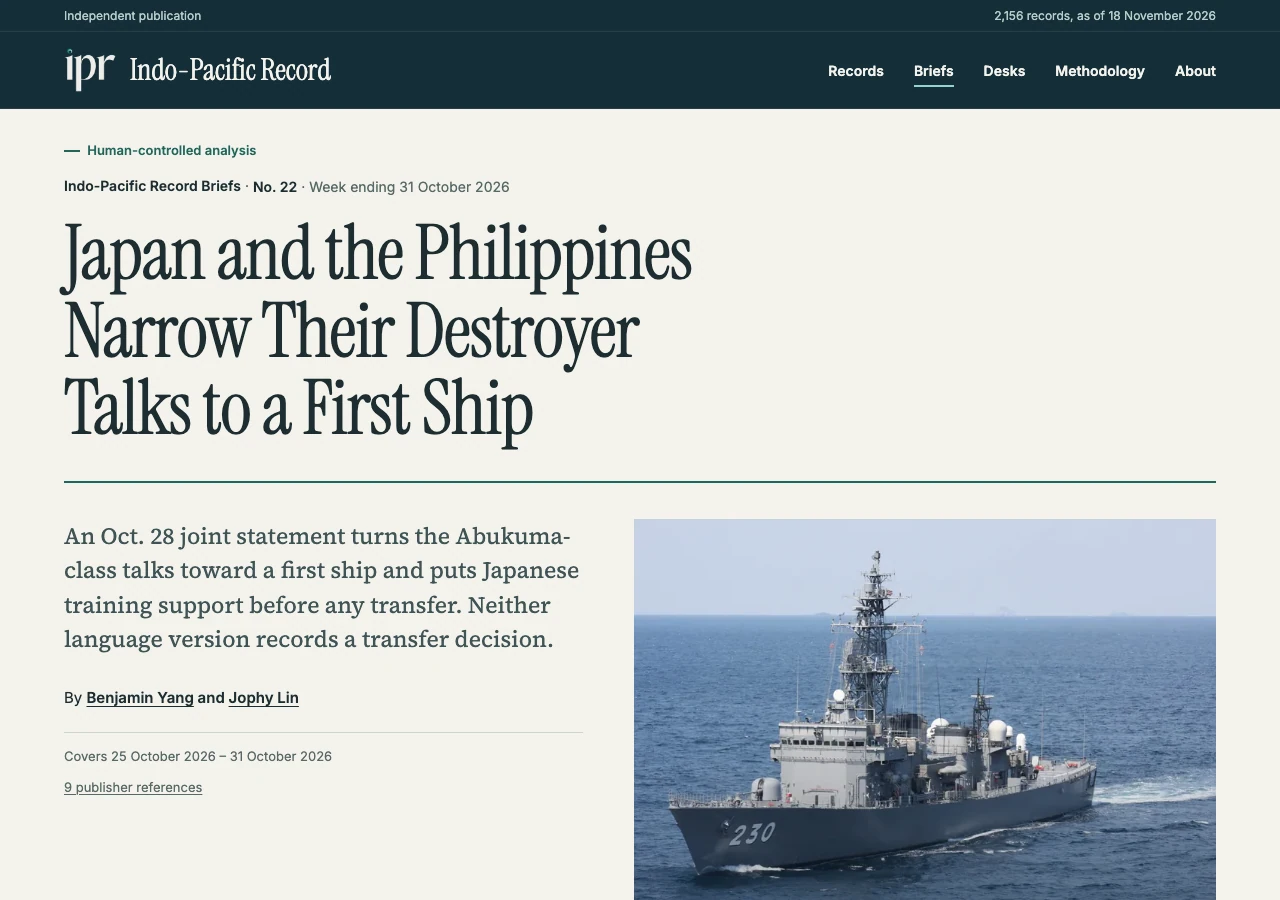 Independent publication
2,156 records, as of 18 November 2026
ipr Indo-Pacific Record
Records Briefs Desks Methodology About
Human-controlled analysis
Indo-Pacific Record Briefs · No. 22 · Week ending 31 October 2026
Japan and the Philippines
Narrow Their Destroyer
Talks to a First Ship
An Oct. 28 joint statement turns the Abukuma-
class talks toward a first ship and puts Japanese
training support before any transfer. Neither
language version records a transfer decision.
By Benjamin Yang and Jophy Lin
Covers 25 October 2026 – 31 October 2026
9 publisher references
230